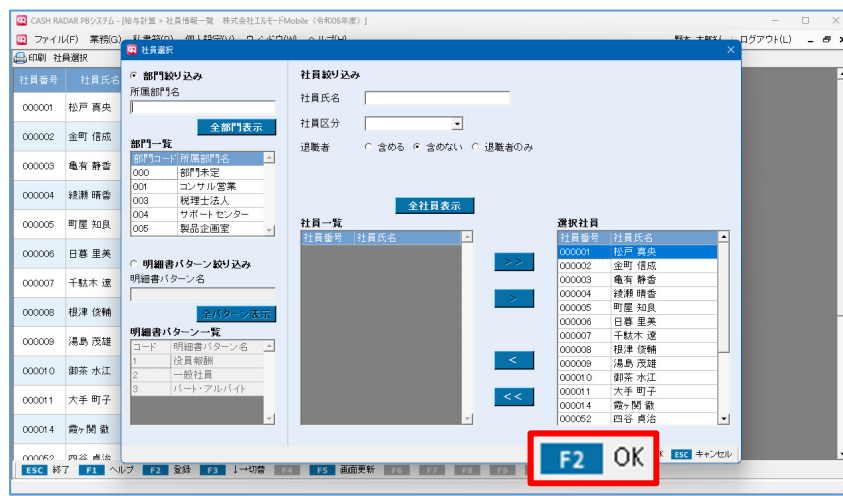 CASH RADAR PBシステム - [給与計算 > 社員情報一覧　株式会社エルモードMobile（令和06年度）]
ファイル(F) 業務(G)
ログアウト(L)
印刷 社員選択
社員番号 社員氏名
000001 松戸 真央
000002 金町 信成
000003 亀有 静香
000004 綾瀬 晴香
000005 町屋 知良
000006 日暮 里美
000007 千駄木 遼
000008 根津 俊輔
000009 湯島 茂雄
000010 御茶 水江
000011 大手 町子
000014 霞ヶ関 徹
000052 四谷 貞治
社員選択
部門絞り込み
所属部門名
全部門表示
部門一覧
部門コード 所属部門名
000 部門未定
001 コンサル営業
003 税理士法人
004 サポートセンター
005 製品企画室
明細書パターン絞り込み
明細書パターン名
全パターン表示
明細書パターン一覧
コード 明細書パターン名
1 役員報酬
2 一般社員
3 パート・アルバイト
社員絞り込み
社員氏名
社員区分
退職者 含める 含めない 退職者のみ
全社員表示
社員一覧
社員番号 社員氏名
>>
>
<
<<
選択社員
社員番号 社員氏名
000001 松戸 真央
000002 金町 信成
000003 亀有 静香
000004 綾瀬 晴香
000005 町屋 知良
000006 日暮 里美
000007 千駄木 遼
000008 根津 俊輔
000009 湯島 茂雄
000010 御茶 水江
000011 大手 町子
000014 霞ヶ関 徹
000052 四谷 貞治
F2 OK
ESC キャンセル
ESC 終了 F1 ヘルプ F2 登録 F3 ↓→切替 F4 F5 画面更新 F6 F7 F8 F9